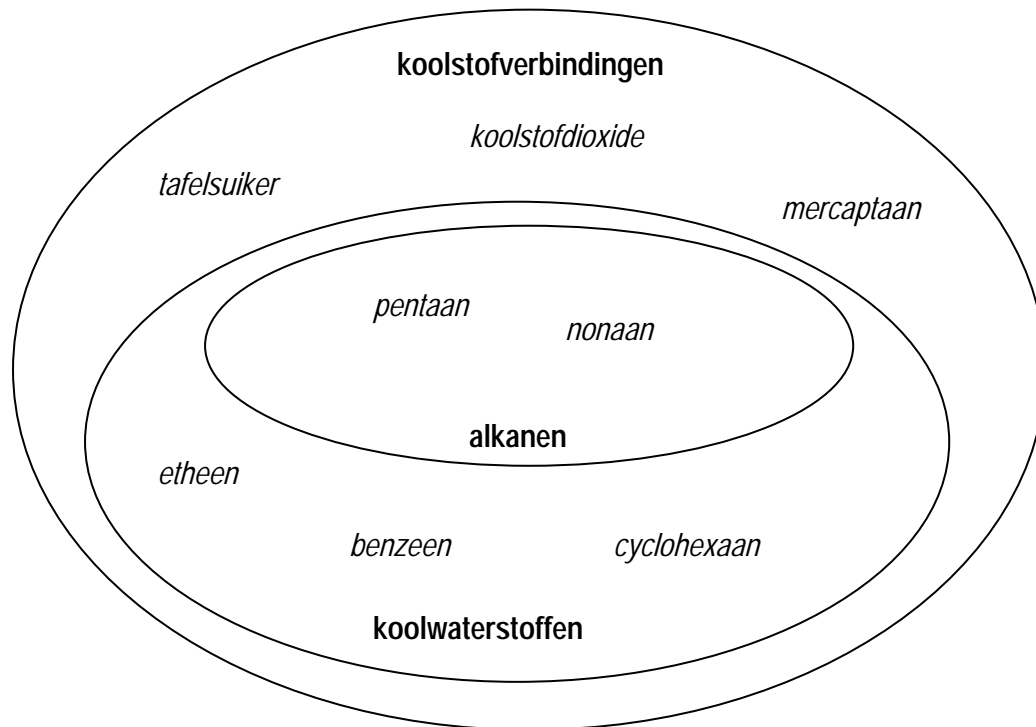 koolstofverbindingen
koolstofdioxide
tafelsuiker
mercaptaan
pentaan
nonaan
alkanen
etheen
benzeen
cyclohexaan
koolwaterstoffen